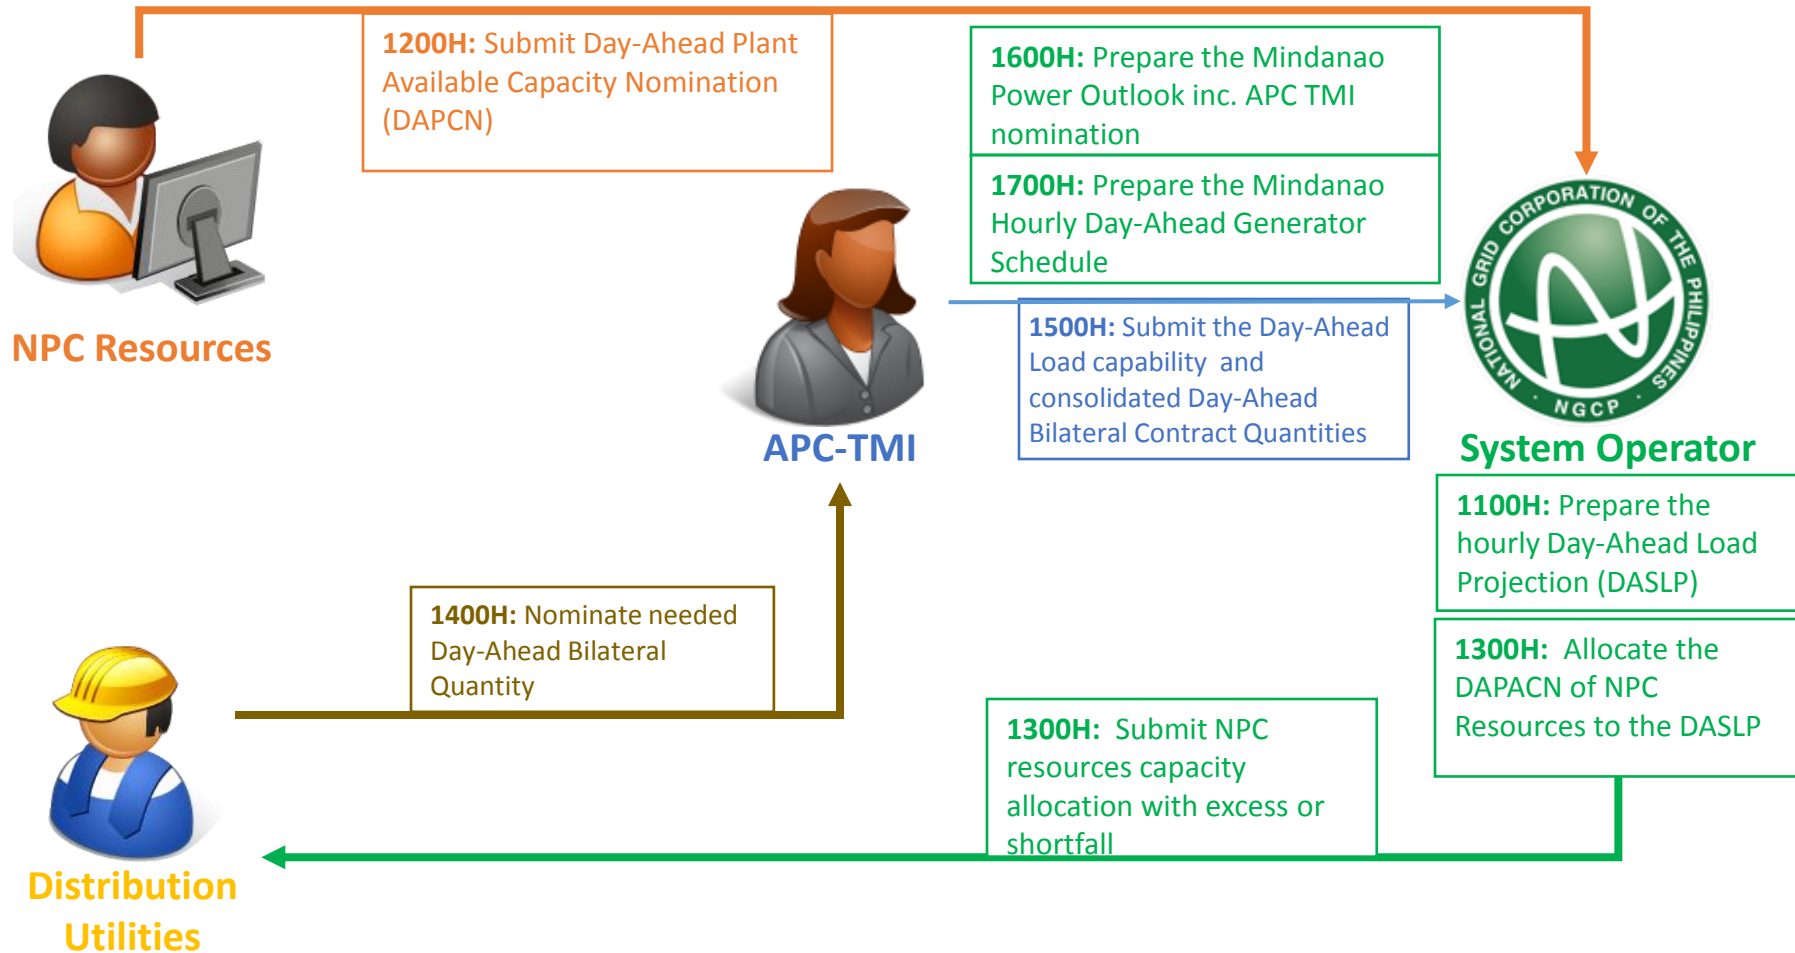 1200H: Submit Day-Ahead Plant
Available Capacity Nomination
(DAPCN)
1600H: Prepare the Mindanao
Power Outlook inc. APC TMI
nomination
1700H: Prepare the Mindanao
Hourly Day-Ahead Generator
Schedule
NATIONAL GRID CORPORATION OF THE PHILIPPINES
· NGCP ·
NPC Resources
1500H: Submit the Day-Ahead
Load capability and
consolidated Day-Ahead
Bilateral Contract Quantities
APC-TMI
System Operator
1100H: Prepare the
hourly Day-Ahead Load
Projection (DASLP)
1400H: Nominate needed
Day-Ahead Bilateral
Quantity
1300H: Allocate the
DAPACN of NPC
Resources to the DASLP
1300H: Submit NPC
resources capacity
allocation with excess or
shortfall
Distribution
Utilities